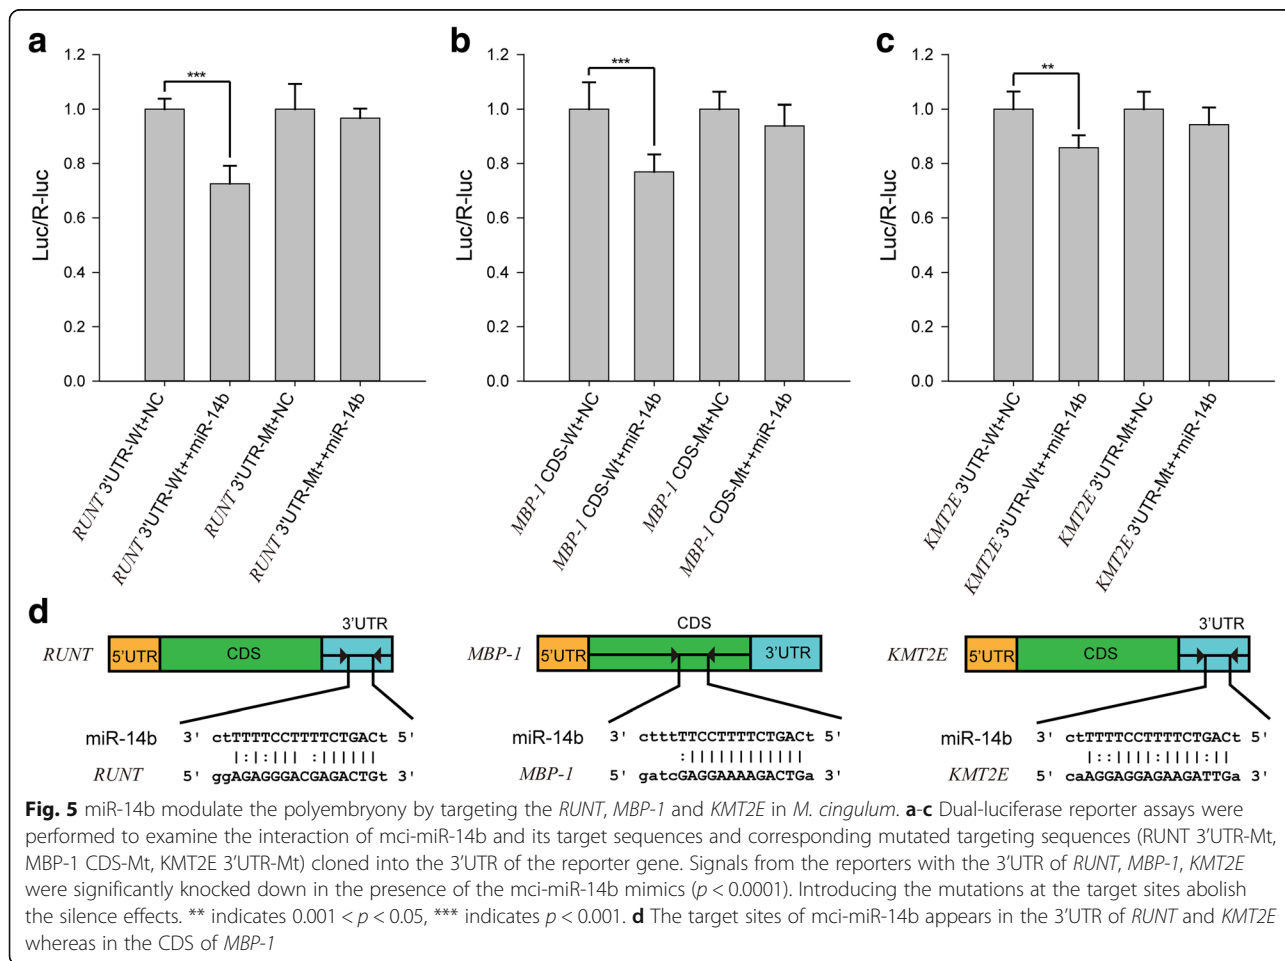 a
b
c
1.2
1.0
0.8
0.6
0.4
0.2
0.0
Luc/R-luc
***
RUNT 3'UTR-Wt+NC
RUNT 3'UTR-Wt++miR-14b
RUNT 3'UTR-Mt+NC
RUNT 3'UTR-Mt++miR-14b
1.2
1.0
0.8
0.6
0.4
0.2
0.0
Luc/R-luc
***
MBP-1 CDS-Wt+NC
MBP-1 CDS-Wt+miR-14b
MBP-1 CDS-Mt+NC
MBP-1 CDS-Mt++miR-14b
1.2
1.0
0.8
0.6
0.4
0.2
0.0
Luc/R-luc
**
KMT2E 3'UTR-Wt+NC
KMT2E 3'UTR-Wt++miR-14b
KMT2E 3'UTR-Mt+NC
KMT2E 3'UTR-Mt++miR-14b
d
3'UTR
RUNT 5'UTR CDS
miR-14b 3' ctTTTTCCTTTTCTGACt 5'
RUNT 5' ggAGAGGGACGAGACTGt 3'
CDS
MBP-1 5'UTR 3'UTR
miR-14b 3' ctttTTCCTTTTCTGACt 5'
MBP-1 5' gatcGAGGAAAAGACTGa 3'
3'UTR
KMT2E 5'UTR CDS
miR-14b 3' ctTTTTCCTTTTCTGACt 5'
KMT2E 5' caAGGAGGAGAAGATTGa 3'
Fig. 5 miR-14b modulate the polyembryony by targeting the RUNT, MBP-1 and KMT2E in M. cingulum. a-c Dual-luciferase reporter assays were
performed to examine the interaction of mci-miR-14b and its target sequences and corresponding mutated targeting sequences (RUNT 3'UTR-Mt,
MBP-1 CDS-Mt, KMT2E 3'UTR-Mt) cloned into the 3'UTR of the reporter gene. Signals from the reporters with the 3'UTR of RUNT, MBP-1, KMT2E
were significantly knocked down in the presence of the mci-miR-14b mimics (p < 0.0001). Introducing the mutations at the target sites abolish
the silence effects. ** indicates 0.001 < p < 0.05, *** indicates p < 0.001. d The target sites of mci-miR-14b appears in the 3'UTR of RUNT and KMT2E
whereas in the CDS of MBP-1